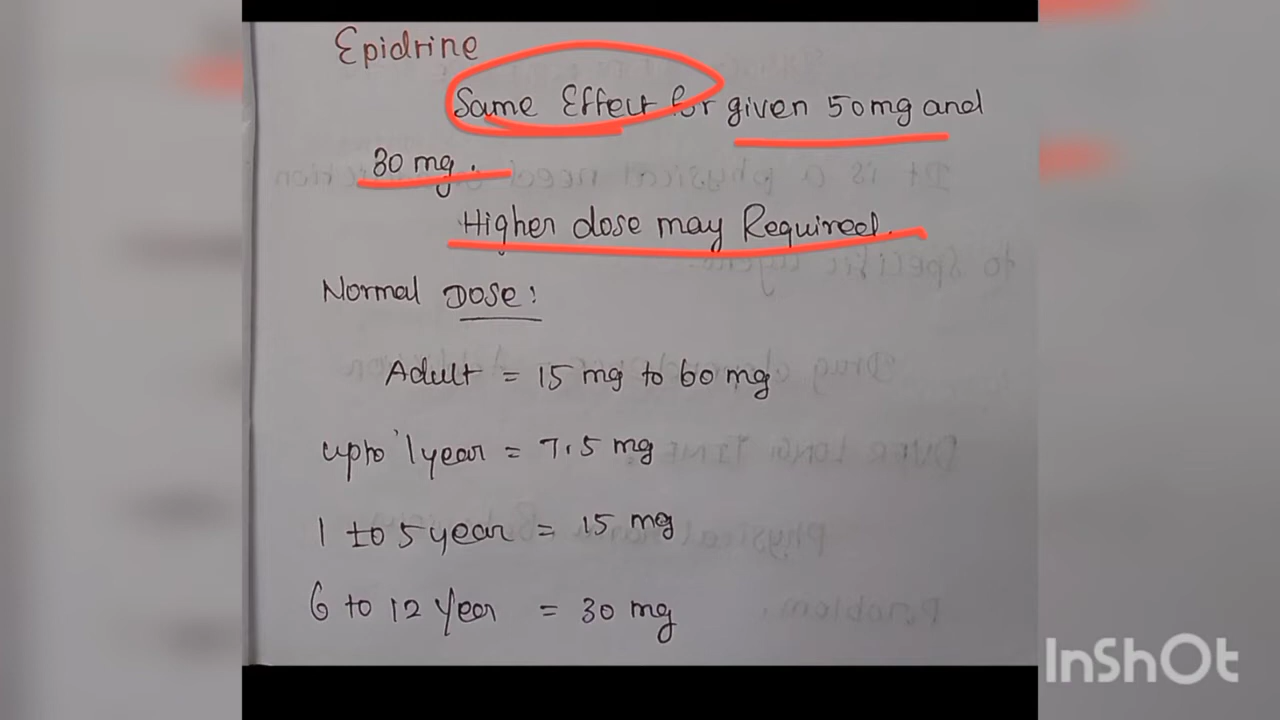 Epidrine
Same Effect for given 50mg and
30 mg.
Higher dose may Required.
Normal Dose:
Adult = 15 mg to 60 mg
upto 1 year = 7.5 mg
1 to 5 year = 15 mg
6 to 12 year = 30 mg
InShOt